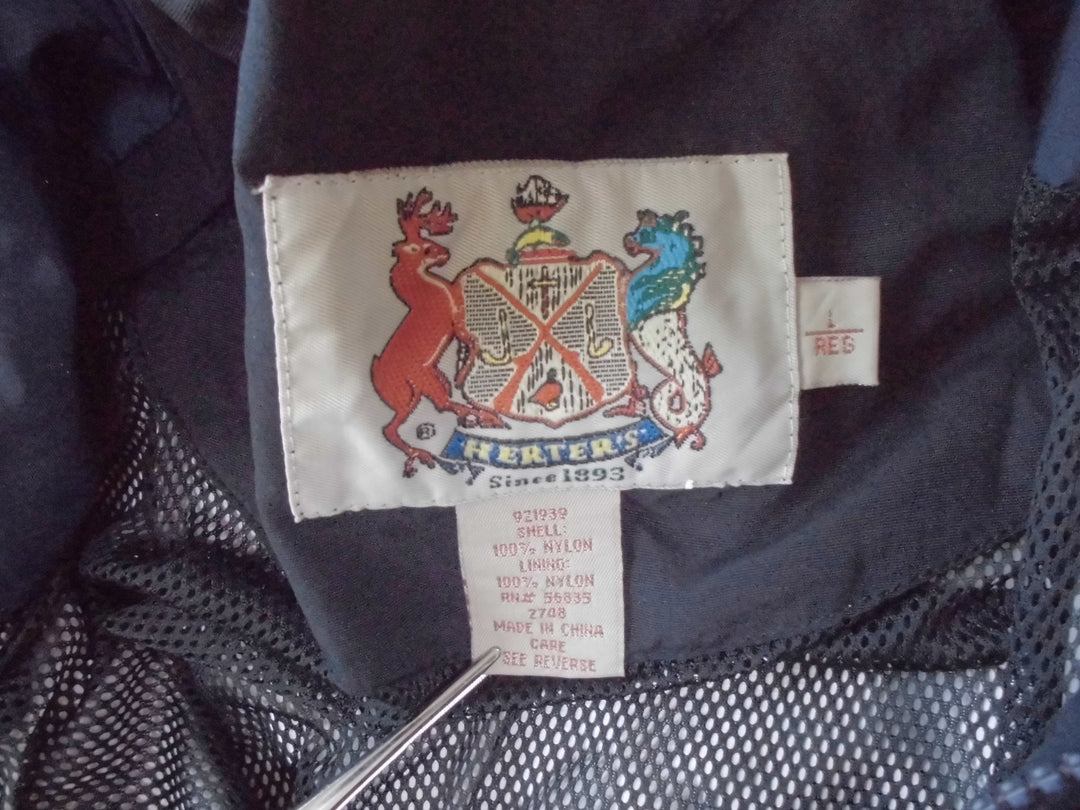 ®
HERTER'S
Since 1893
L
REG
921939
SHELL:
100% NYLON
LINING:
100% NYLON
RN# 56835
2748
MADE IN CHINA
CARE
SEE REVERSE